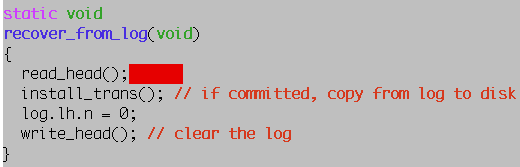 static void
recover_from_log(void)
{
  read_head();
  install_trans(); // if committed, copy from log to disk
  log.lh.n = 0;
  write_head(); // clear the log
}